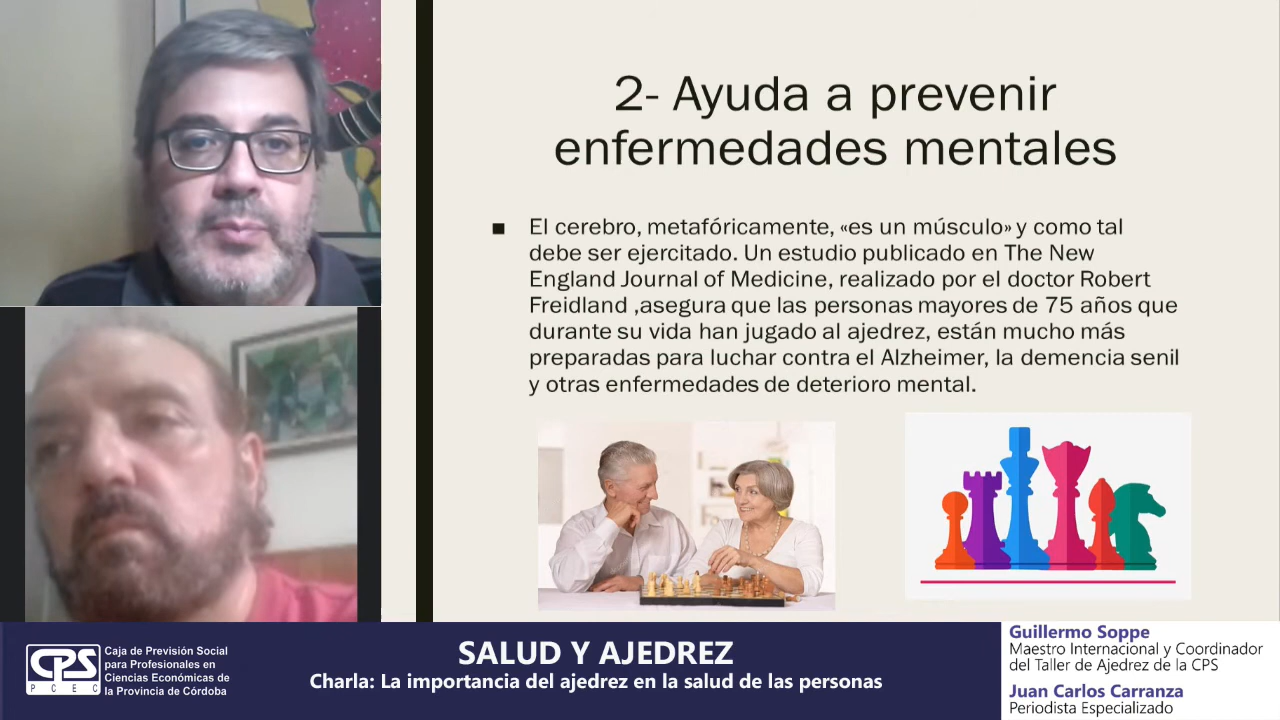 2- Ayuda a prevenir
enfermedades mentales
■ El cerebro, metafóricamente, «es un músculo» y como tal
debe ser ejercitado. Un estudio publicado en The New
England Journal of Medicine, realizado por el doctor Robert
Freidland ,asegura que las personas mayores de 75 años que
durante su vida han jugado al ajedrez, están mucho más
preparadas para luchar contra el Alzheimer, la demencia senil
y otras enfermedades de deterioro mental.
CPS
PCEC
Caja de Previsión Social
para Profesionales en
Ciencias Económicas de
la Provincia de Córdoba
SALUD Y AJEDREZ
Charla: La importancia del ajedrez en la salud de las personas
Guillermo Soppe
Maestro Internacional y Coordinador
del Taller de Ajedrez de la CPS
Juan Carlos Carranza
Periodista Especializado